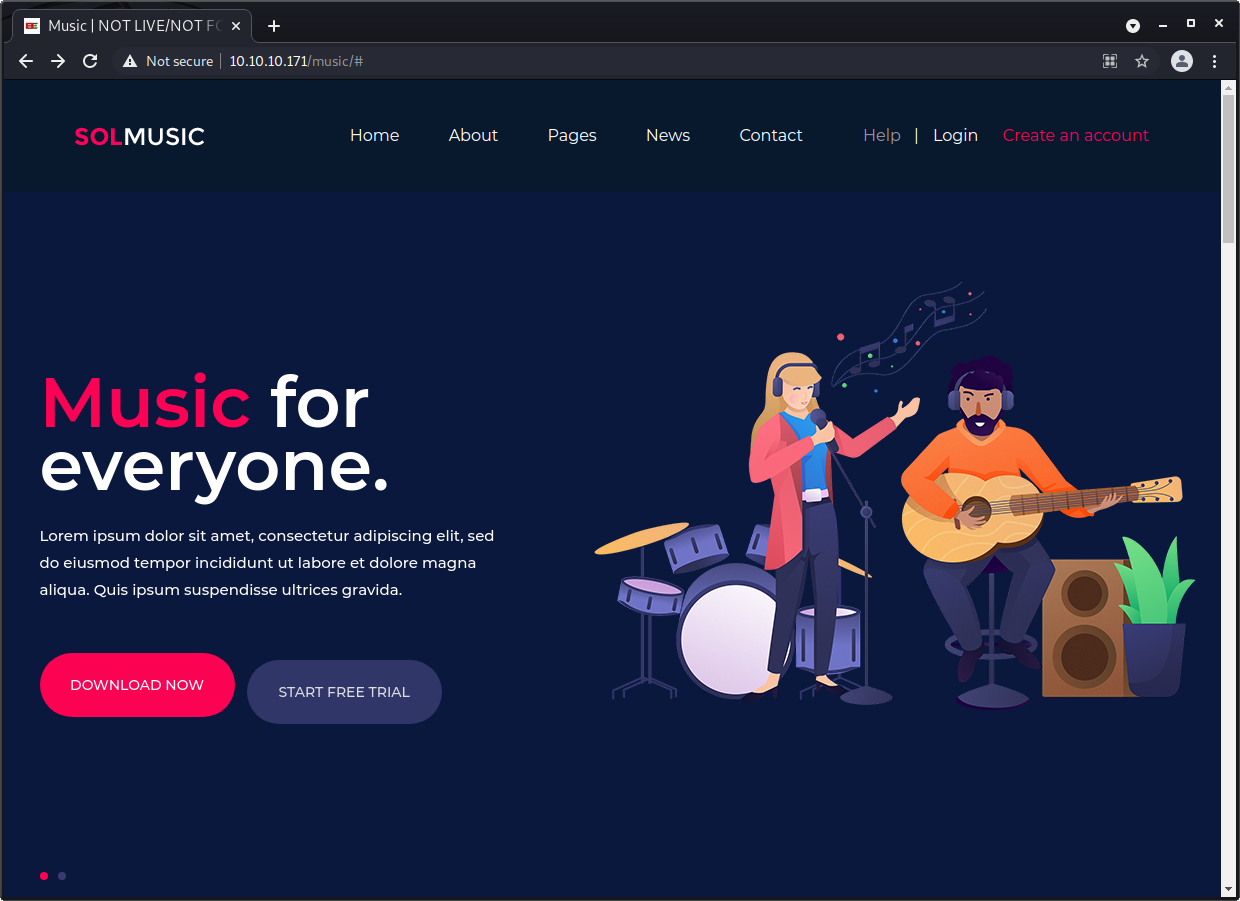 Music | NOT LIVE/NOT FO
Not secure
10.10.10.171/music/#
SOLMUSIC
Home
About
Pages
News
Contact
Help | Login
Create an account
Music for
everyone.
Lorem ipsum dolor sit amet, consectetur adipiscing elit, sed
do eiusmod tempor incididunt ut labore et dolore magna
aliqua. Quis ipsum suspendisse ultrices gravida.
DOWNLOAD NOW
START FREE TRIAL